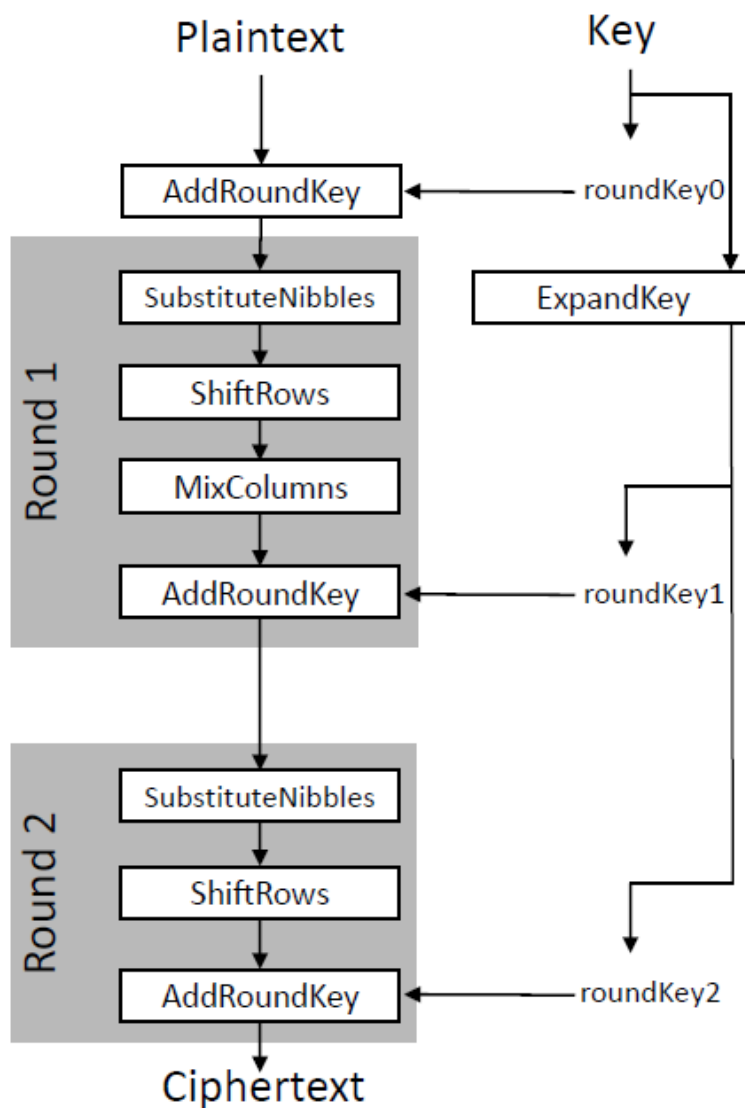 Plaintext
Key
AddRoundKey
roundKey0
Round 1
SubstituteNibbles
ExpandKey
ShiftRows
MixColumns
AddRoundKey
roundKey1
Round 2
SubstituteNibbles
ShiftRows
AddRoundKey
roundKey2
Ciphertext